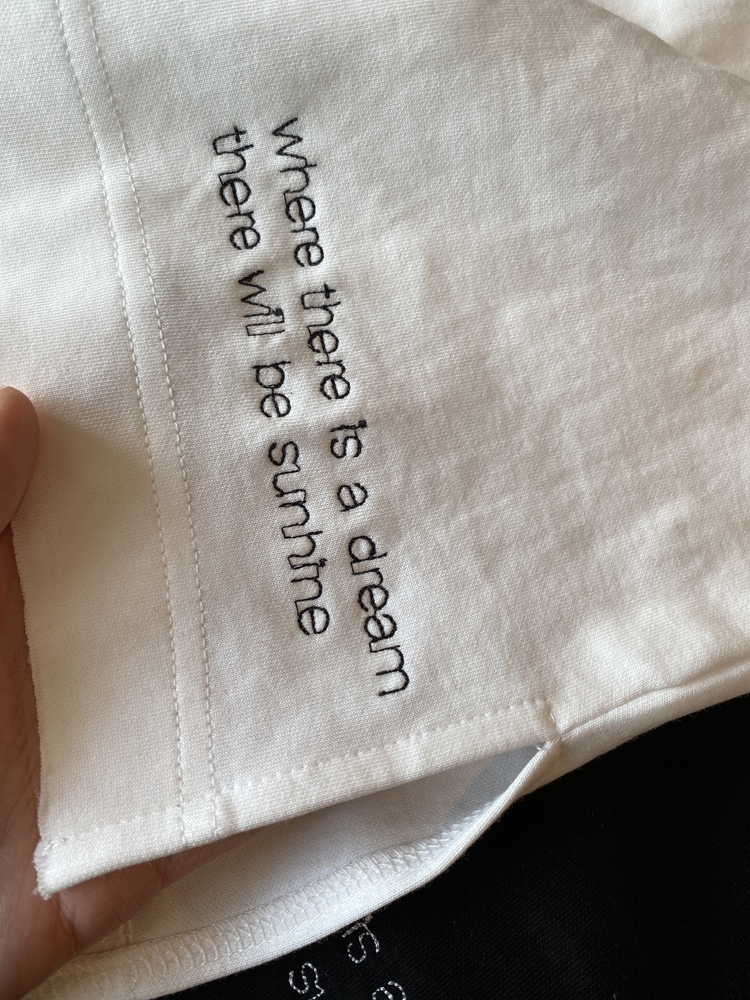 where there is a dream
there will be sunhine